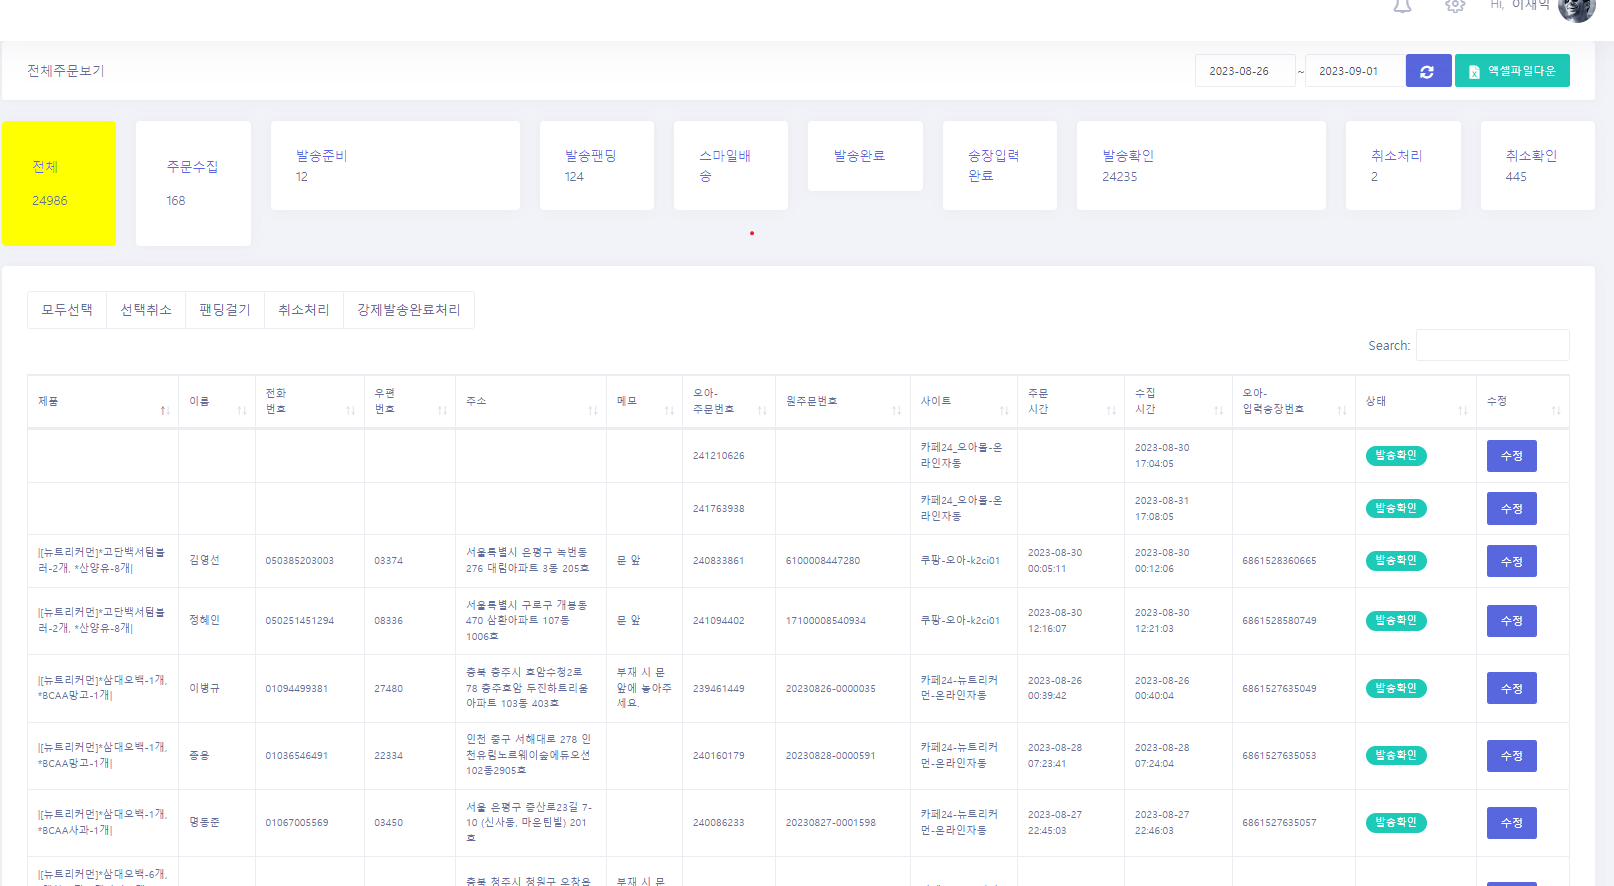 Hi, 이재익
전체주문보기
2023-08-26 ~ 2023-09-01 엑셀파일다운
전체
24986
주문수집
168
발송준비
12
발송팬딩
124
스마일배
송
발송완료
송장입력
완료
발송확인
24235
취소처리
2
취소확인
445
모두선택 선택취소 팬딩걸기 취소처리 강제발송완료처리
Search:
제품
이름
전화
번호
우편
번호
주소
메모
오아-
주문번호
원주문번호
사이트
주문
시간
수집
시간
오아-
입력송장번호
상태
수정
241210626
카페24_오아몰-온
라인자동
2023-08-30
17:04:05
발송확인
수정
241763938
카페24_오아몰-온
라인자동
2023-08-31
17:08:05
발송확인
수정
|[뉴트리커먼]*고단백서텀블
러-2개, *산양유-8개|
김영선
050385203003
03374
서울특별시 은평구 녹번동
276 대림아파트 3동 205호
문 앞
240833861
6100008447280
쿠팡-오아-k2ci01
2023-08-30
00:05:11
2023-08-30
00:12:06
6861528360665
발송확인
수정
|[뉴트리커먼]*고단백서텀블
러-2개, *산양유-8개|
정혜인
050251451294
08336
서울특별시 구로구 개봉동
470 삼환아파트 107동
1006호
문 앞
241094402
17100008540934
쿠팡-오아-k2ci01
2023-08-30
12:16:07
2023-08-30
12:21:03
6861528580749
발송확인
수정
|[뉴트리커먼]*삼대오백-1개,
*BCAA망고-1개|
이병규
01094499381
27480
충북 충주시 호암수청2로
78 충주호암 두진하트리움
아파트 103동 403호
부재 시 문
앞에 놓아주
세요.
239461449
20230826-0000035
카페24-뉴트리커
먼-온라인자동
2023-08-26
00:39:42
2023-08-26
00:40:04
6861527635049
발송확인
수정
|[뉴트리커먼]*삼대오백-1개,
*BCAA망고-1개|
종웅
01036546491
22334
인천 중구 서해대로 278 인
천유림노르웨이숲에듀오션
102동2905호
240160179
20230828-0000591
카페24-뉴트리커
먼-온라인자동
2023-08-28
07:23:41
2023-08-28
07:24:04
6861527635053
발송확인
수정
|[뉴트리커먼]*삼대오백-1개,
*BCAA사과-1개|
명동준
01067005569
03450
서울 은평구 증산로23길 7-
10 (신사동, 마운틴빌) 201
호
240086233
20230827-0001598
카페24-뉴트리커
먼-온라인자동
2023-08-27
22:45:03
2023-08-27
22:46:03
6861527635057
발송확인
수정
|[뉴트리커먼]*삼대오백-6개,
충북 청주시 청원구 오창읍
부재 시 문